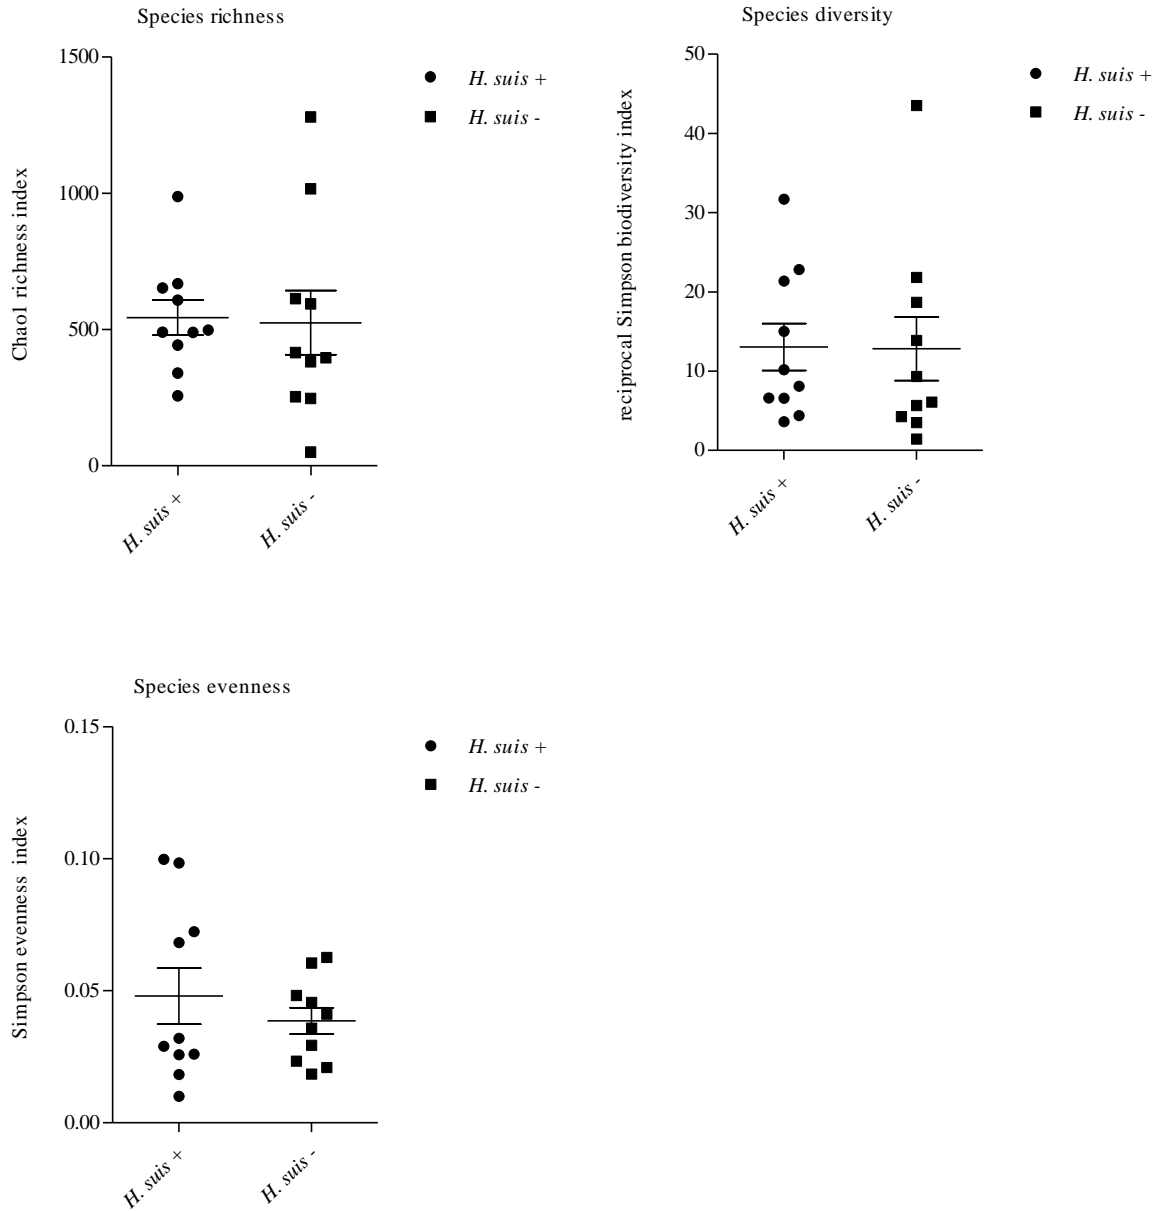 Species richness
Chao1 richness index
1500
1000
500
0
H. suis +
H. suis -
H. suis +
H. suis -
Species diversity
reciprocal Simpson biodiversity index
50
40
30
20
10
0
H. suis +
H. suis -
H. suis +
H. suis -
Species evenness
Simpson evenness index
0.15
0.10
0.05
0.00
H. suis +
H. suis -
H. suis +
H. suis -